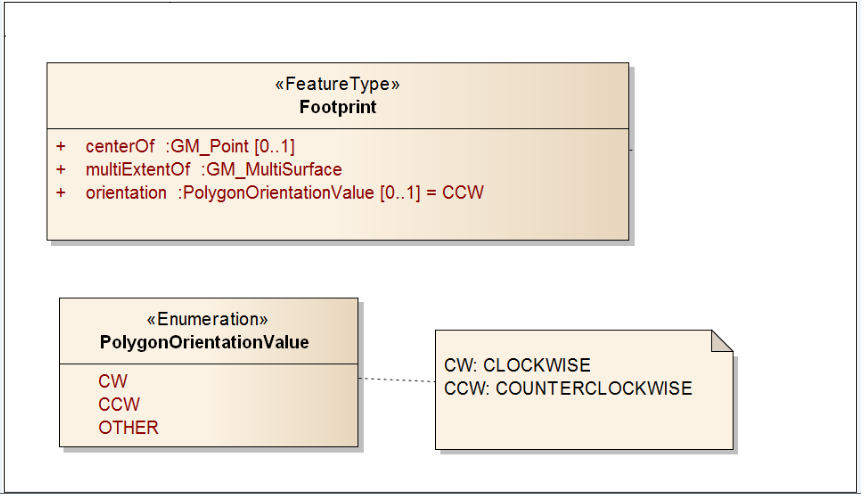 «FeatureType»
Footprint
+ centerOf :GM_Point [0..1]
+ multiExtentOf :GM_MultiSurface
+ orientation :PolygonOrientationValue [0..1] = CCW
«Enumeration»
PolygonOrientationValue
CW
CCW
OTHER
CW: CLOCKWISE
CCW: COUNTERCLOCKWISE